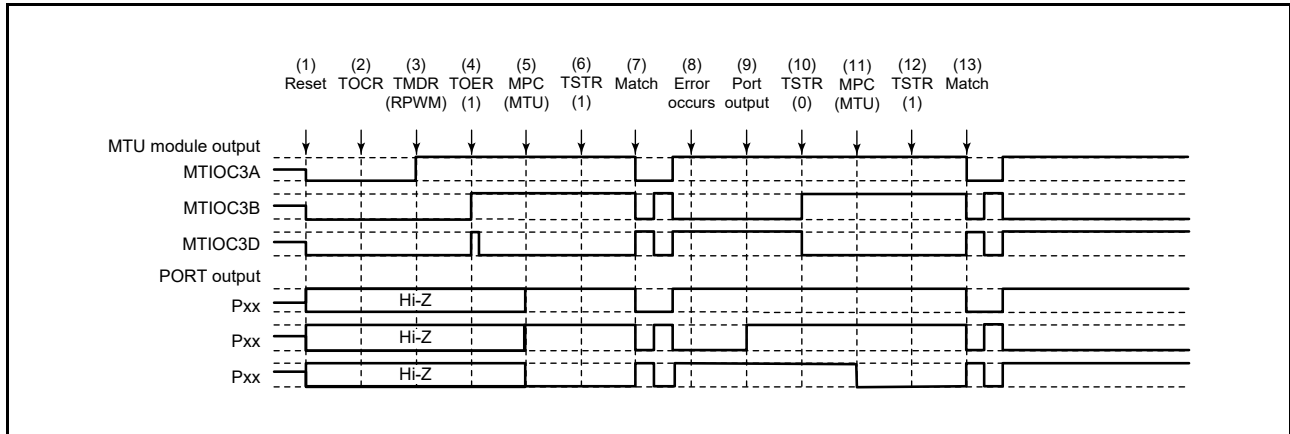 (1) (2) (3) (4) (5) (6) (7) (8) (9) (10) (11) (12) (13)
Reset TOCR TMDR TOER MPC TSTR Match Error Port TSTR MPC TSTR Match
(RPWM) (1) (MTU) (1) occurs output (0) (MTU) (1)
MTU module output
MTIOC3A
MTIOC3B
MTIOC3D
PORT output
Pxx Hi-Z
Pxx Hi-Z
Pxx Hi-Z